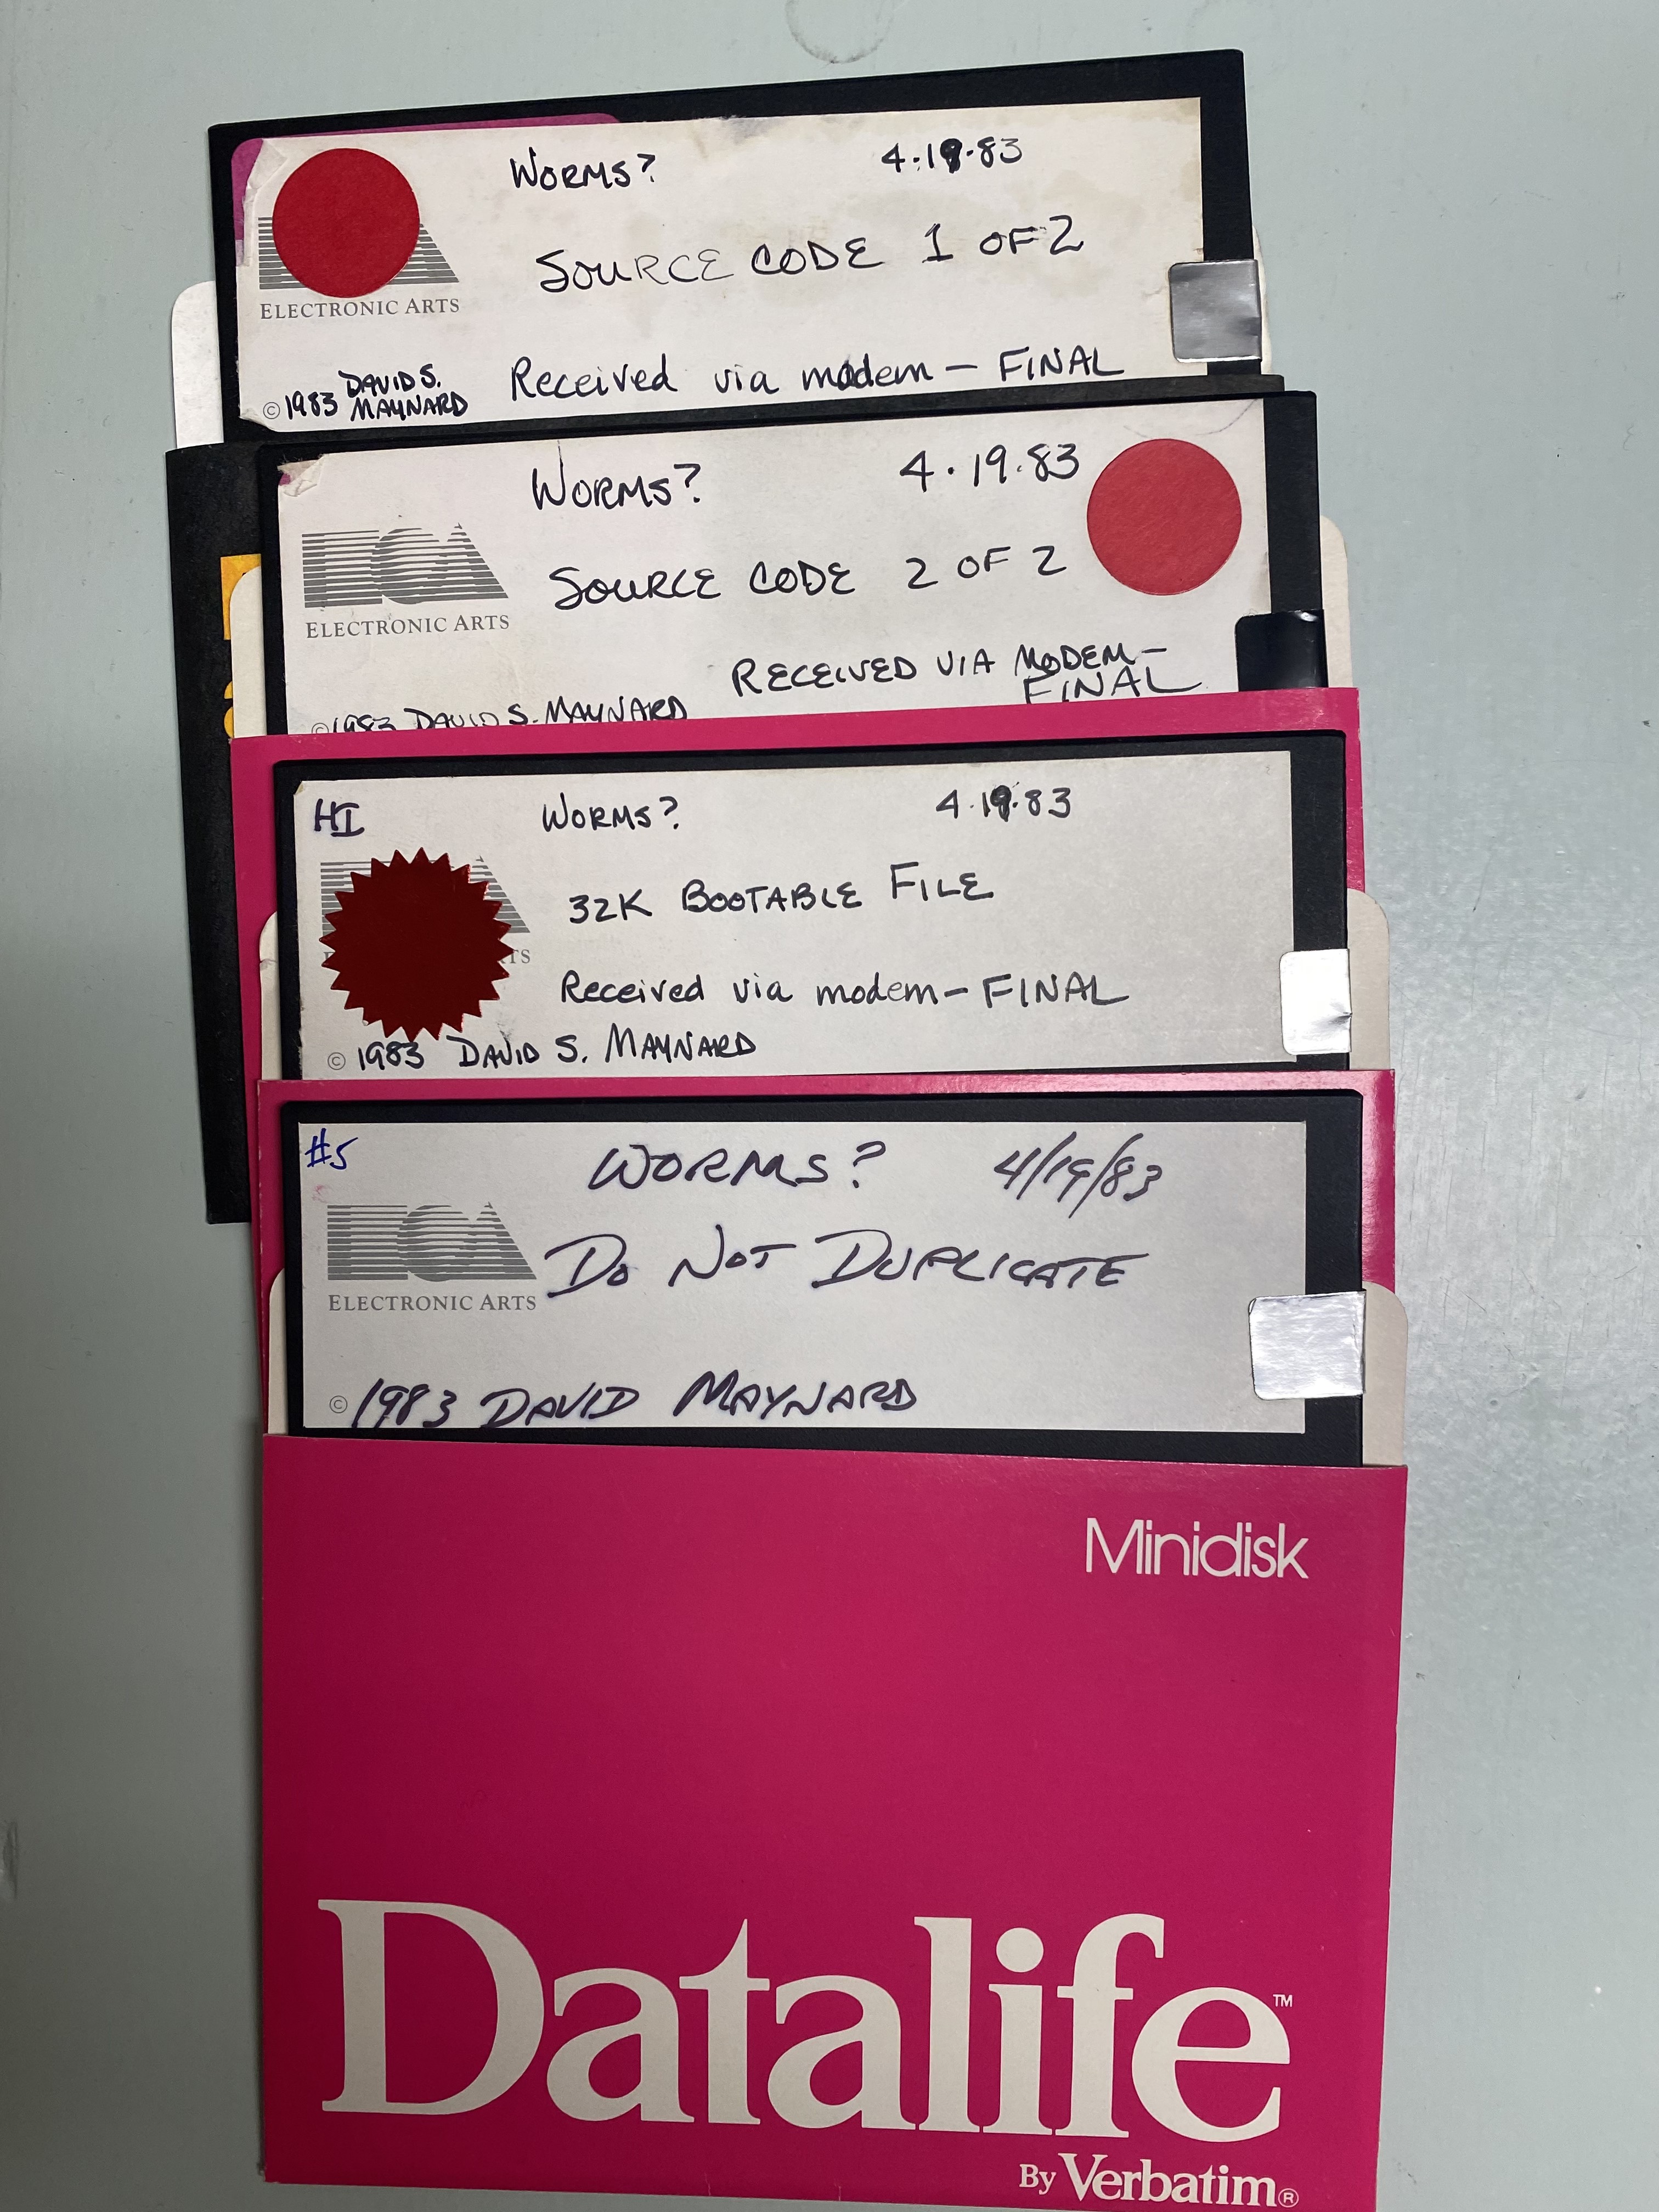 WORMS? 4.19.83
SOURCE CODE 1 OF 2
ELECTRONIC ARTS
Received via modem - FINAL
© 1983 DAVID S. MAYNARD
WORMS? 4.19.83
SOURCE CODE 2 OF 2
ELECTRONIC ARTS
RECEIVED VIA MODEM -
FINAL
© 1983 DAVID S. MAYNARD
HI WORMS? 4.19.83
32K BOOTABLE FILE
TS
Received via modem - FINAL
© 1983 DAVID S. MAYNARD
#5 WORMS? 4/19/83
DO NOT DUPLICATE
ELECTRONIC ARTS
© 1983 DAVID MAYNARD
Minidisk
Datalife™
By Verbatim®